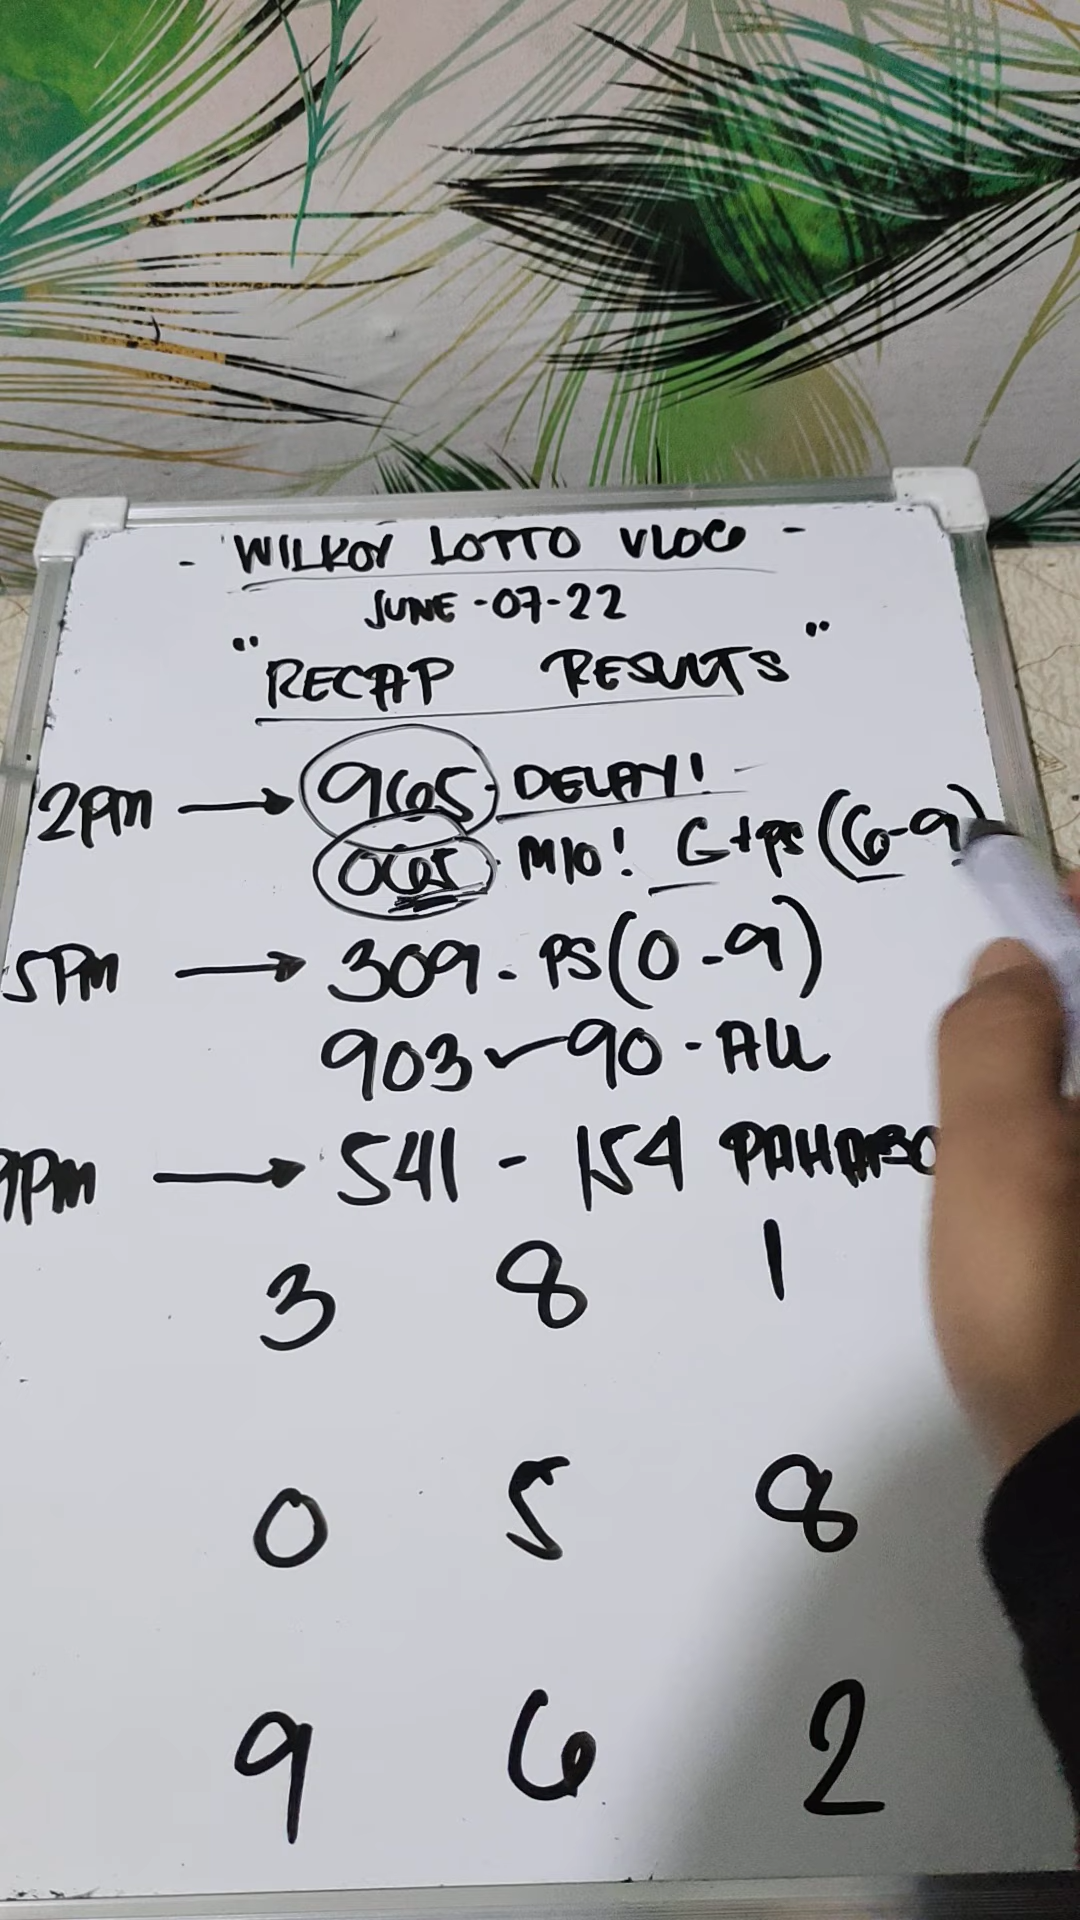 - WILKOY LOTTO VLOG -
JUNE -07-22
"RECAP RESULTS"
2PM → 965 - DELAY!
065 - M10! G+PS (6-9)
5PM → 309 - PS(0-9)
903 90 - ALL
9PM → 541 - 154
3 8 1
0 5 8
9 6 2